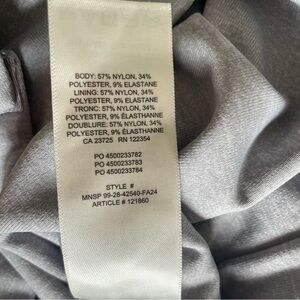 BODY: 57% NYLON, 34%
POLYESTER, 9% ELASTANE
LINING: 57% NYLON, 34%
POLYESTER, 9% ELASTANE
TRONC: 57% NYLON, 34%
POLYESTER, 9% ÉLASTHANNE
DOUBLURE: 57% NYLON, 34%
POLYESTER, 9% ÉLASTHANNE
CA 23725 RN 122354
PO 4500233782
PO 4500233783
PO 4500233784
STYLE #
MNSP 99-28-42540-FA24
ARTICLE # 121860